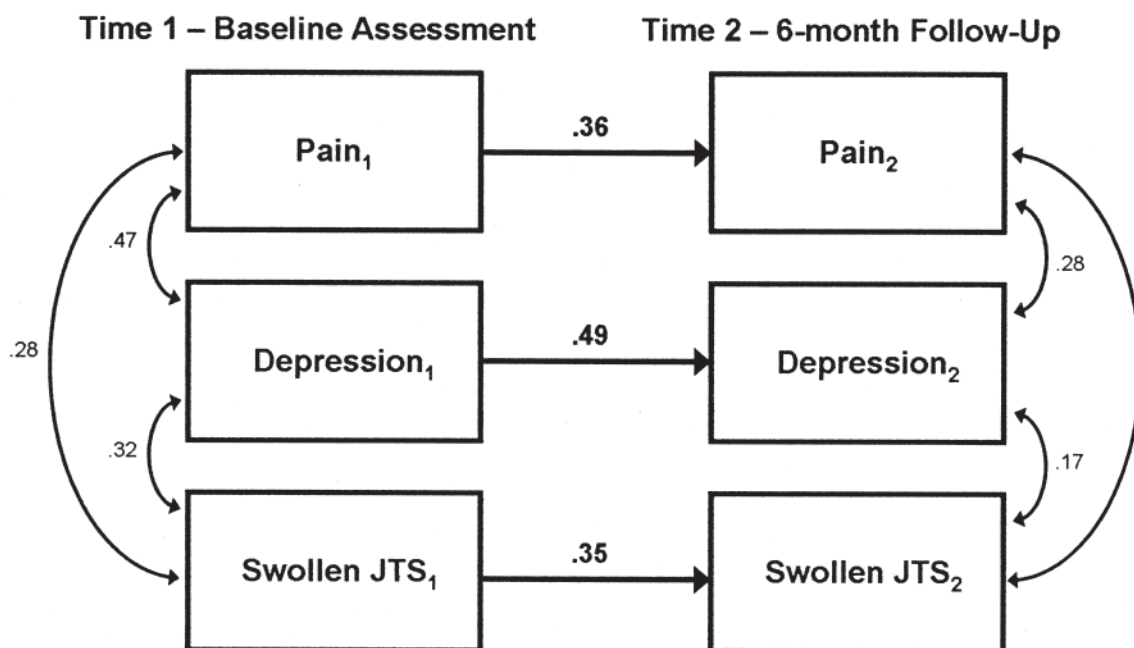 Time 1 – Baseline Assessment
Time 2 – 6-month Follow-Up
Pain₁
.36
Pain₂
.47
.28
Depression₁
.49
Depression₂
.28
.32
.17
Swollen JTS₁
.35
Swollen JTS₂